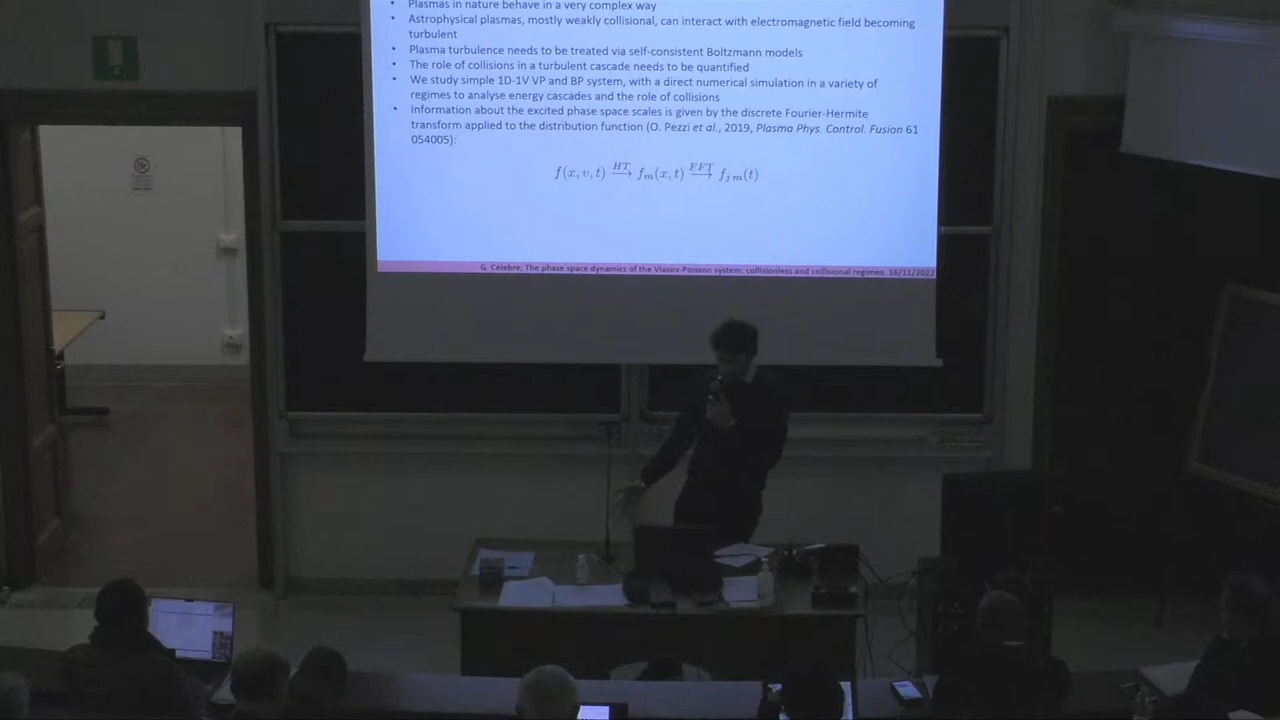 • Plasmas in nature behave in a very complex way
• Astrophysical plasmas, mostly weakly collisional, can interact with electromagnetic field becoming
turbulent
• Plasma turbulence needs to be treated via self-consistent Boltzmann models
• The role of collisions in a turbulent cascade needs to be quantified
• We study simple 1D-1V VP and BP system, with a direct numerical simulation in a variety of
regimes to analyse energy cascades and the role of collisions
• Information about the excited phase space scales is given by the discrete Fourier-Hermite
transform applied to the distribution function (O. Pezzi et al., 2019, Plasma Phys. Control. Fusion 61
054005):
f(x, v, t) HT→ fm(x, t) FFT→ fj m(t)
G. Celebre, The phase space dynamics of the Vlasov-Poisson system: collisionless and collisional regimes. 16/11/2022